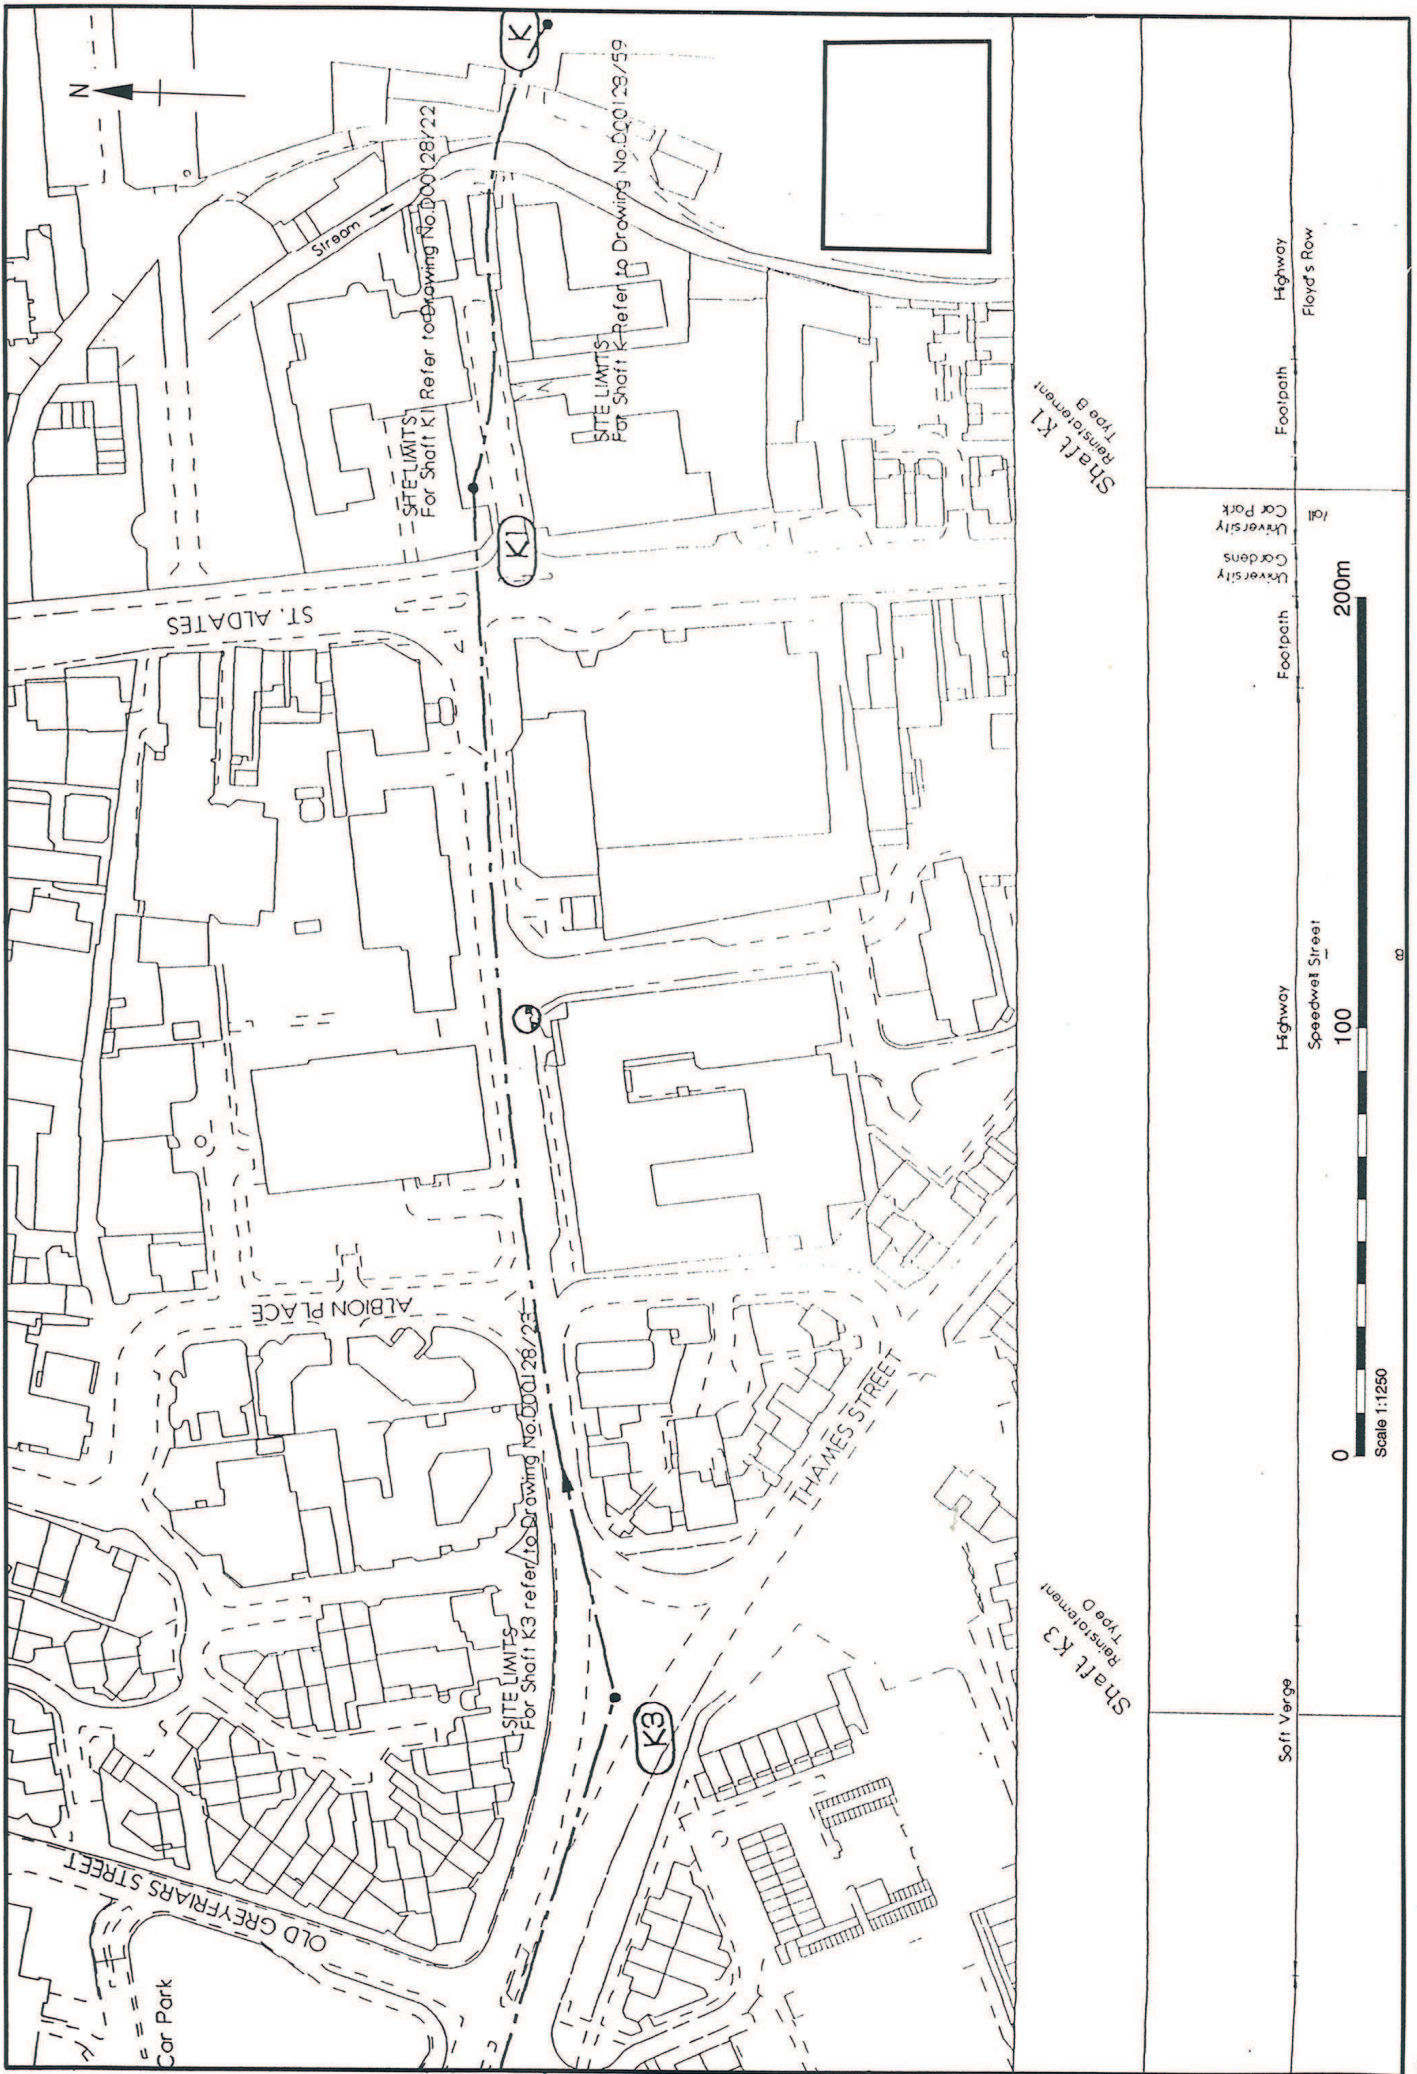 N
K
Stream
SITE LIMITS
For Shaft K1 Refer to Drawing No.D00128/22
SITE LIMITS
For Shaft K Refer to Drawing No.D00128/59
K1
ST. ALDATES
ALBION PLACE
SITE LIMITS
For Shaft K3 refer to Drawing No.D00128/23
THAMES STREET
K3
OLD GREYFRIARS STREET
Car Park
Shaft K3
Reinstatement
Type D
Shaft K1
Reinstatement
Type B
Soft Verge
Highway
Footpath
University
Gardens
University
Car Park
Footpath
Highway
Speedwell Street
Floyd's Row
0
100
200m
Scale 1:1250
8